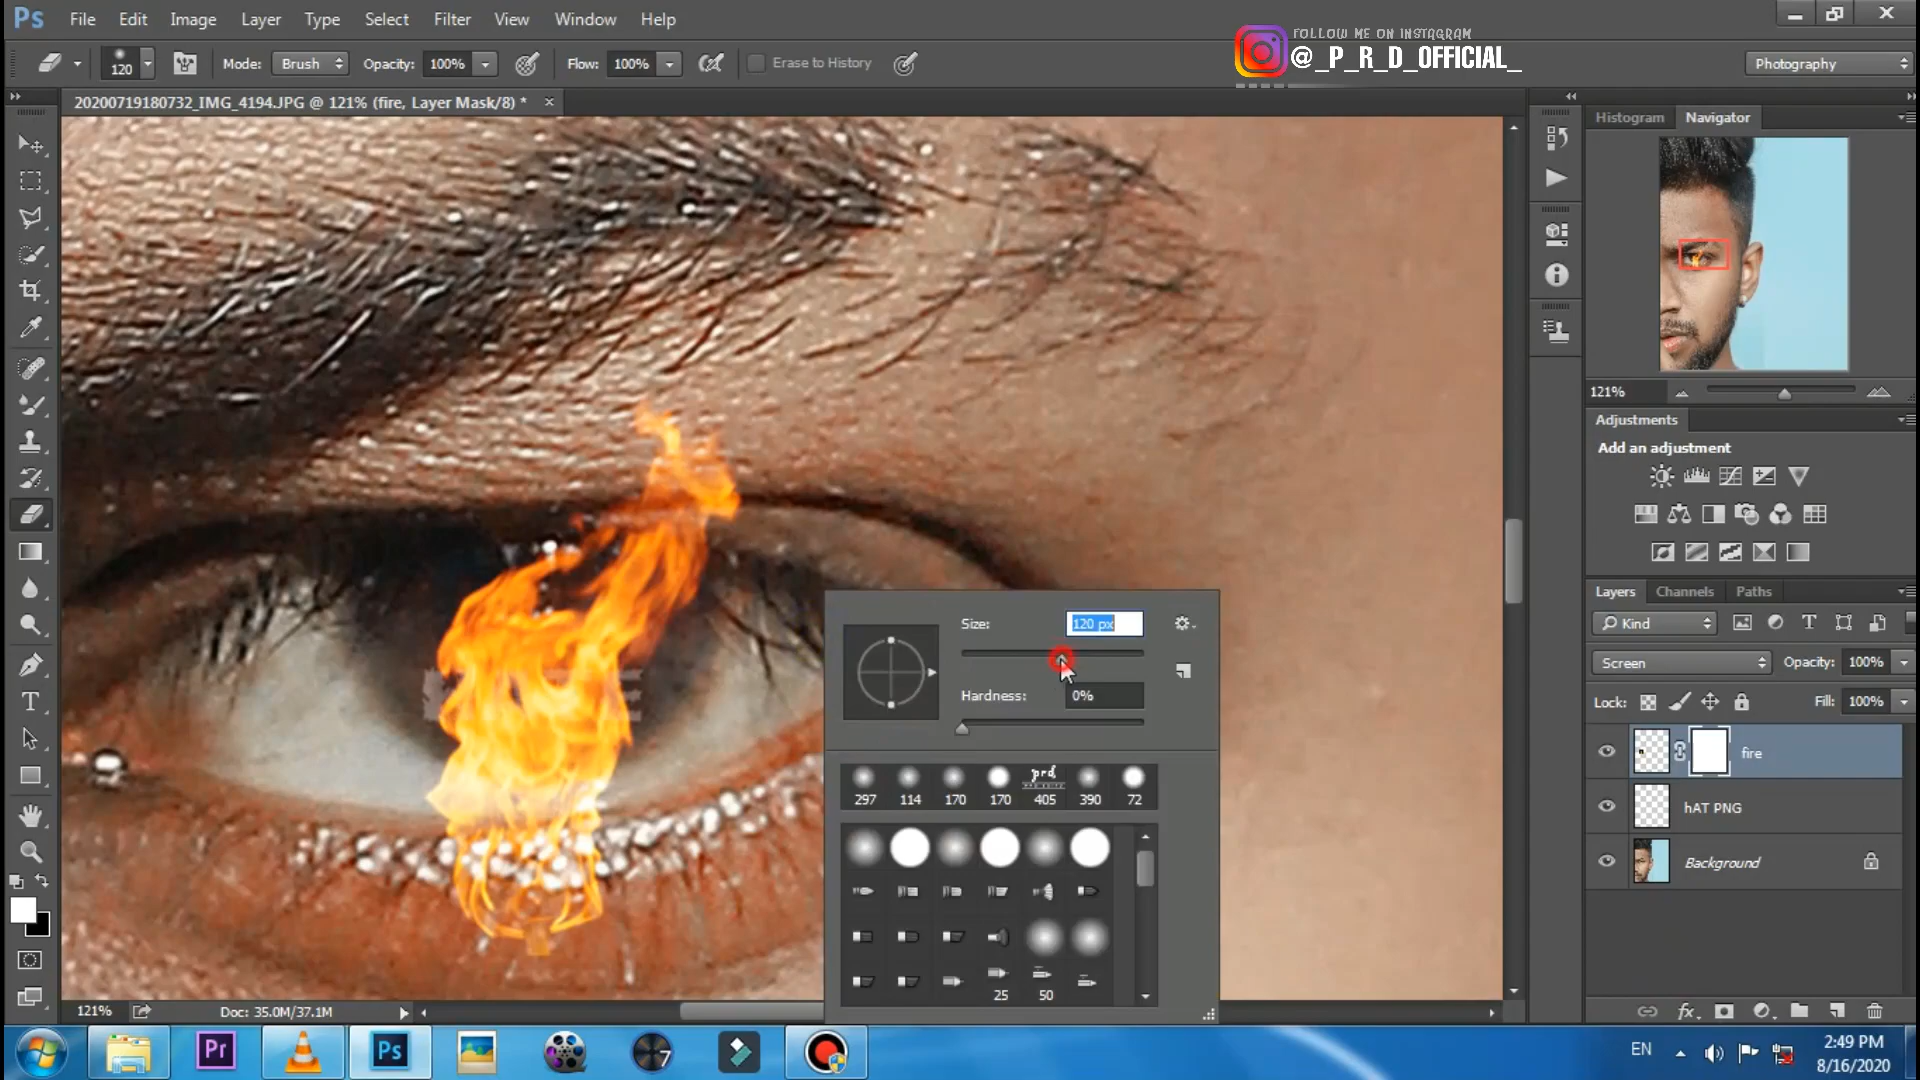 Ps File Edit Image Layer Type Select Filter View Window Help
FOLLOW ME ON INSTAGRAM
@_P_R_D_OFFICIAL_
120 Mode: Brush Opacity: 100% Flow: 100% Erase to History
Photography
20200719180732_IMG_4194.JPG @ 121% (fire, Layer Mask/8) *
Histogram Navigator
121%
Adjustments
Add an adjustment
Layers Channels Paths
Kind
Screen Opacity: 100%
Lock: Fill: 100%
fire
hAT PNG
Background
Size: 120 px
Hardness: 0%
prd
297 114 170 170 405 390 72
25 50
121% Doc: 35.0M/37.1M
Pr Ps 7
EN
2:49 PM
8/16/2020